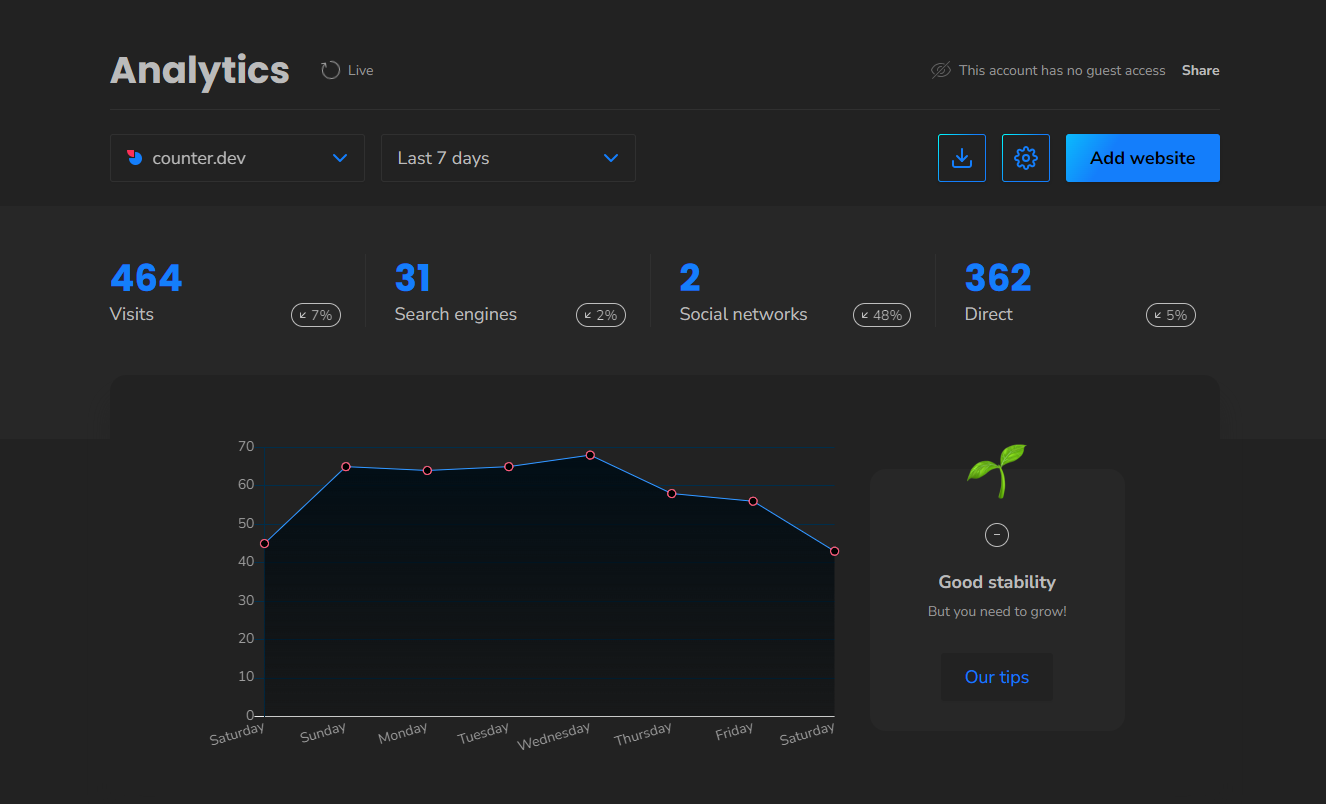 Analytics
Live
This account has no guest access
Share
counter.dev
Last 7 days
Add website
464
Visits
7%
31
Search engines
2%
2
Social networks
48%
362
Direct
5%
70
60
50
40
30
20
10
0
Saturday
Sunday
Monday
Tuesday
Wednesday
Thursday
Friday
Saturday
Good stability
But you need to grow!
Our tips